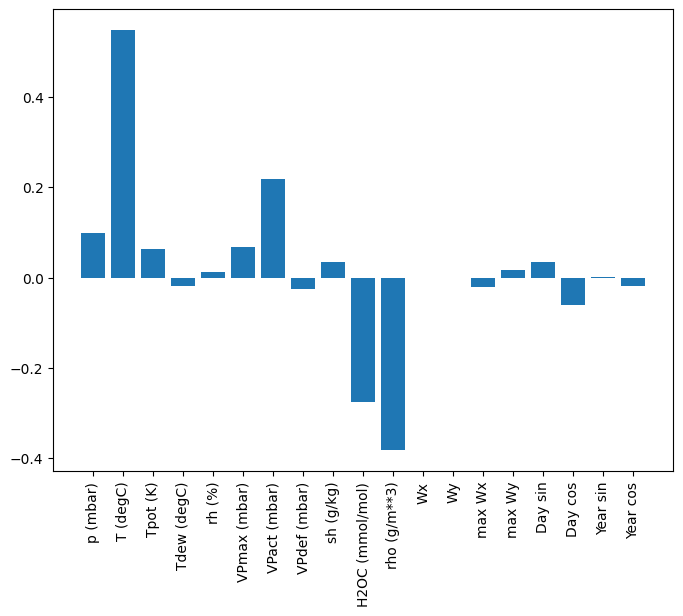 0.4
0.2
0.0
−0.2
−0.4
p (mbar)
T (degC)
Tpot (K)
Tdew (degC)
rh (%)
VPmax (mbar)
VPact (mbar)
VPdef (mbar)
sh (g/kg)
H2OC (mmol/mol)
rho (g/m**3)
Wx
Wy
max Wx
max Wy
Day sin
Day cos
Year sin
Year cos